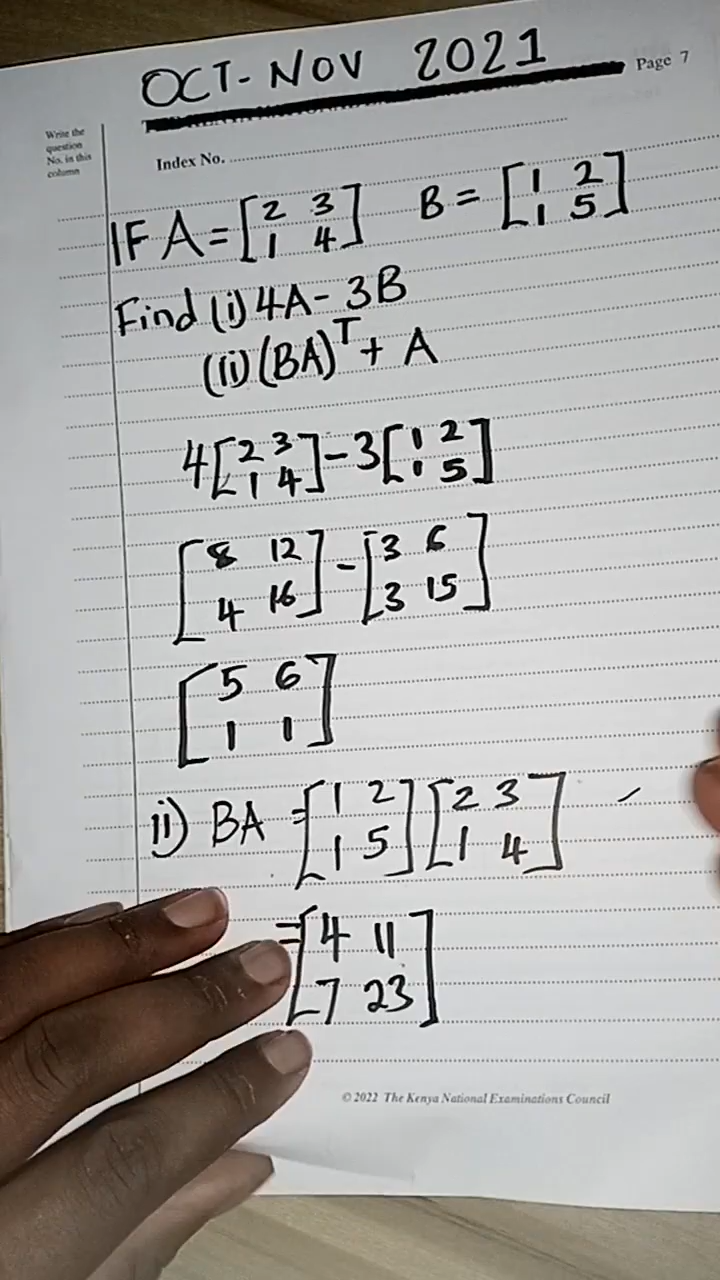 OCT-NOV 2021
Page 7
Write the
question
No. in this
column
Index No.
IF A = [2 3
1 4] B = [1 2
1 5]
Find (i) 4A - 3B
(ii) (BA)^T + A
4[2 3
1 4] - 3[1 2
1 5]
[8 12
4 16] - [3 6
3 15]
[5 6
1 1]
ii) BA = [1 2
1 5] [2 3
1 4]
= [4 11
7 23]
© 2022 The Kenya National Examinations Council